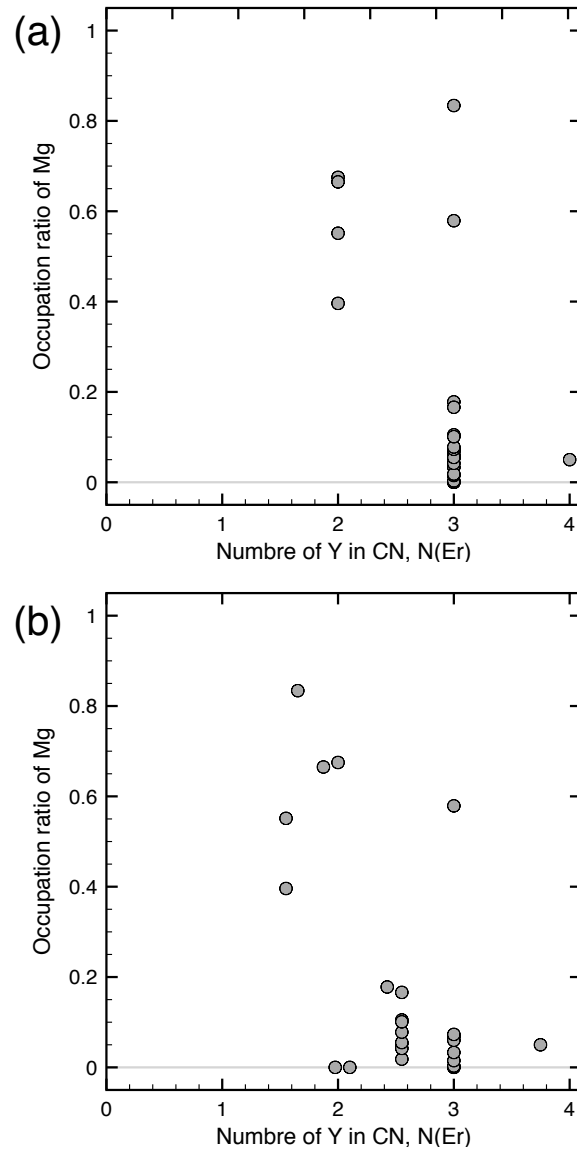 (a)
1
0.8
0.6
0.4
0.2
0
Occupation ratio of Mg
0 1 2 3 4
Numbre of Y in CN, N(Er)
(b)
1
0.8
0.6
0.4
0.2
0
Occupation ratio of Mg
0 1 2 3 4
Numbre of Y in CN, N(Er)